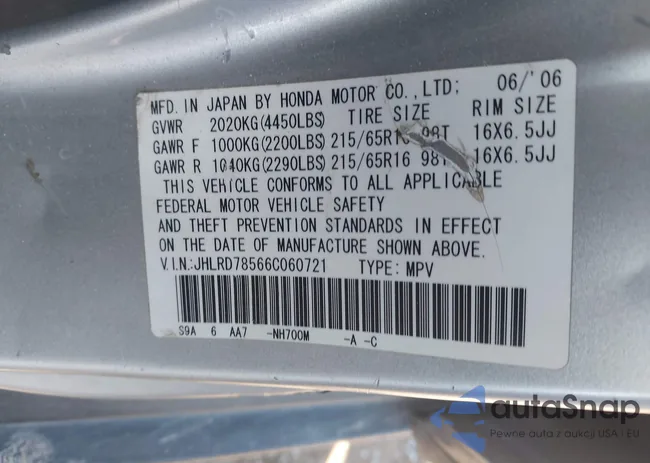 MFD. IN JAPAN BY HONDA MOTOR CO., LTD: 06/'06
GVWR 2020KG(4450LBS) TIRE SIZE RIM SIZE
GAWR F 1000KG(2200LBS) 215/65R16 98T 16X6.5JJ
GAWR R 1040KG(2290LBS) 215/65R16 98T 16X6.5JJ
THIS VEHICLE CONFORMS TO ALL APPLICABLE
FEDERAL MOTOR VEHICLE SAFETY
AND THEFT PREVENTION STANDARDS IN EFFECT
ON THE DATE OF MANUFACTURE SHOWN ABOVE.
V.I.N:JHLRD78566C060721 TYPE: MPV
S9A 6 AA7 -NH700M -A -C
autaSnap
Pewne auta z aukcji USA - EU